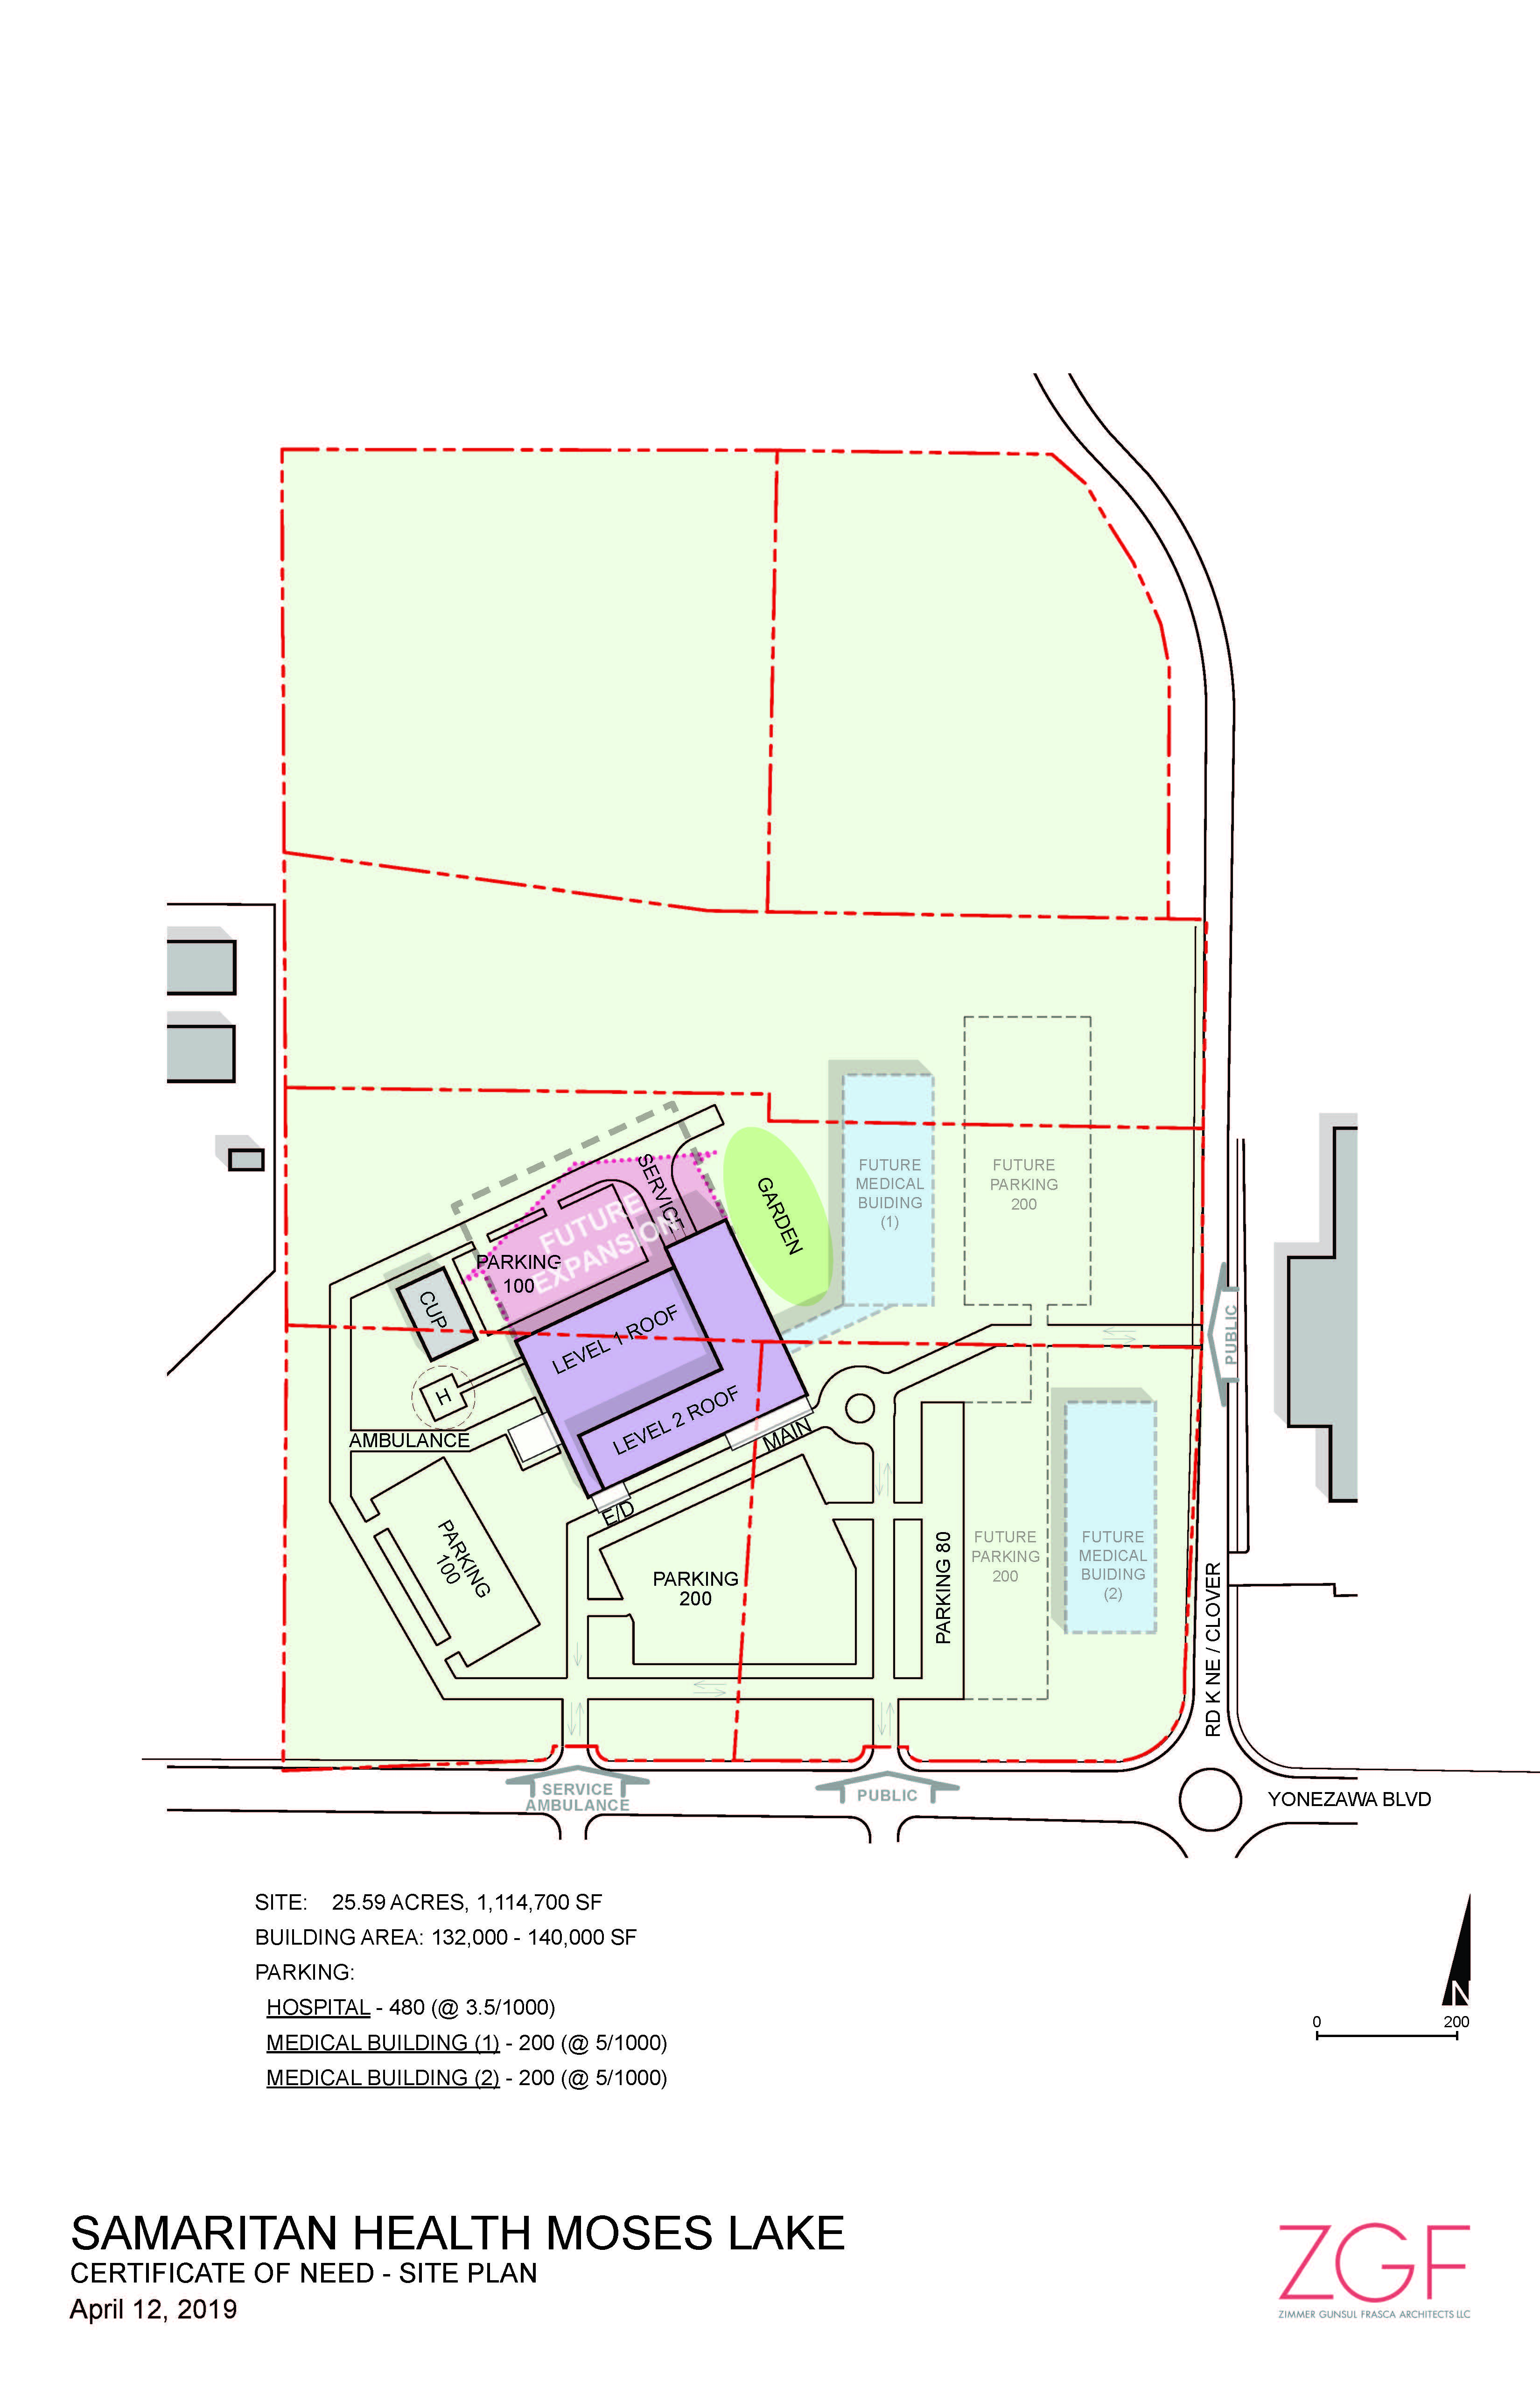 SERVICE
GARDEN
FUTURE
MEDICAL
BUIDING
(1)
FUTURE
PARKING
200
FUTURE
EXPANSION
PARKING
100
CUP
LEVEL 1 ROOF
PUBLIC
H
LEVEL 2 ROOF
MAIN
AMBULANCE
E/D
PARKING
100
PARKING
200
PARKING 80
FUTURE
PARKING
200
FUTURE
MEDICAL
BUIDING
(2)
RD K NE / CLOVER
SERVICE
AMBULANCE
PUBLIC
YONEZAWA BLVD
SITE: 25.59 ACRES, 1,114,700 SF
BUILDING AREA: 132,000 - 140,000 SF
PARKING:
HOSPITAL - 480 (@ 3.5/1000)
MEDICAL BUILDING (1) - 200 (@ 5/1000)
MEDICAL BUILDING (2) - 200 (@ 5/1000)
N
0 200
SAMARITAN HEALTH MOSES LAKE
CERTIFICATE OF NEED - SITE PLAN
April 12, 2019
ZGF
ZIMMER GUNSUL FRASCA ARCHITECTS LLC